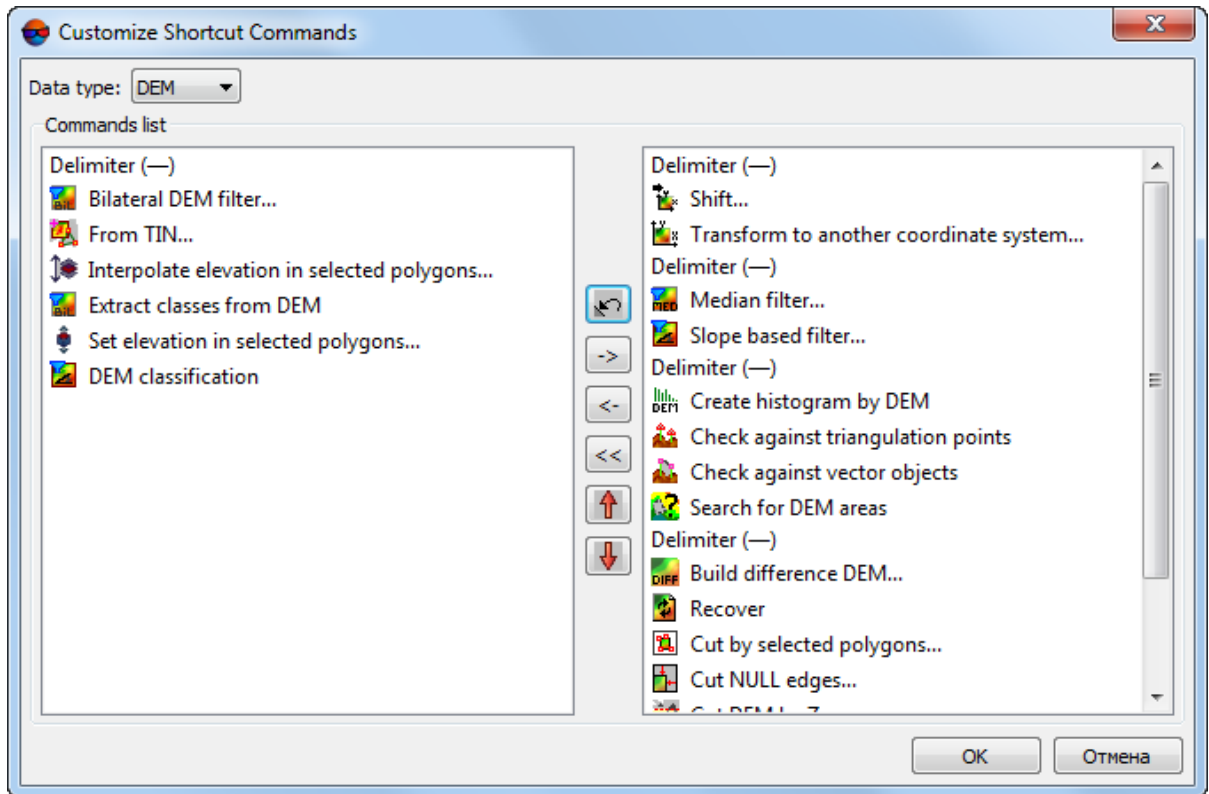 Customize Shortcut Commands
Data type: DEM
Commands list
Delimiter (—)
Bilateral DEM filter...
From TIN...
Interpolate elevation in selected polygons...
Extract classes from DEM
Set elevation in selected polygons...
DEM classification
->
<-
<<
Delimiter (—)
Shift...
Transform to another coordinate system...
Delimiter (—)
Median filter...
Slope based filter...
Delimiter (—)
Create histogram by DEM
Check against triangulation points
Check against vector objects
Search for DEM areas
Delimiter (—)
Build difference DEM...
Recover
Cut by selected polygons...
Cut NULL edges...
OK
Отмена